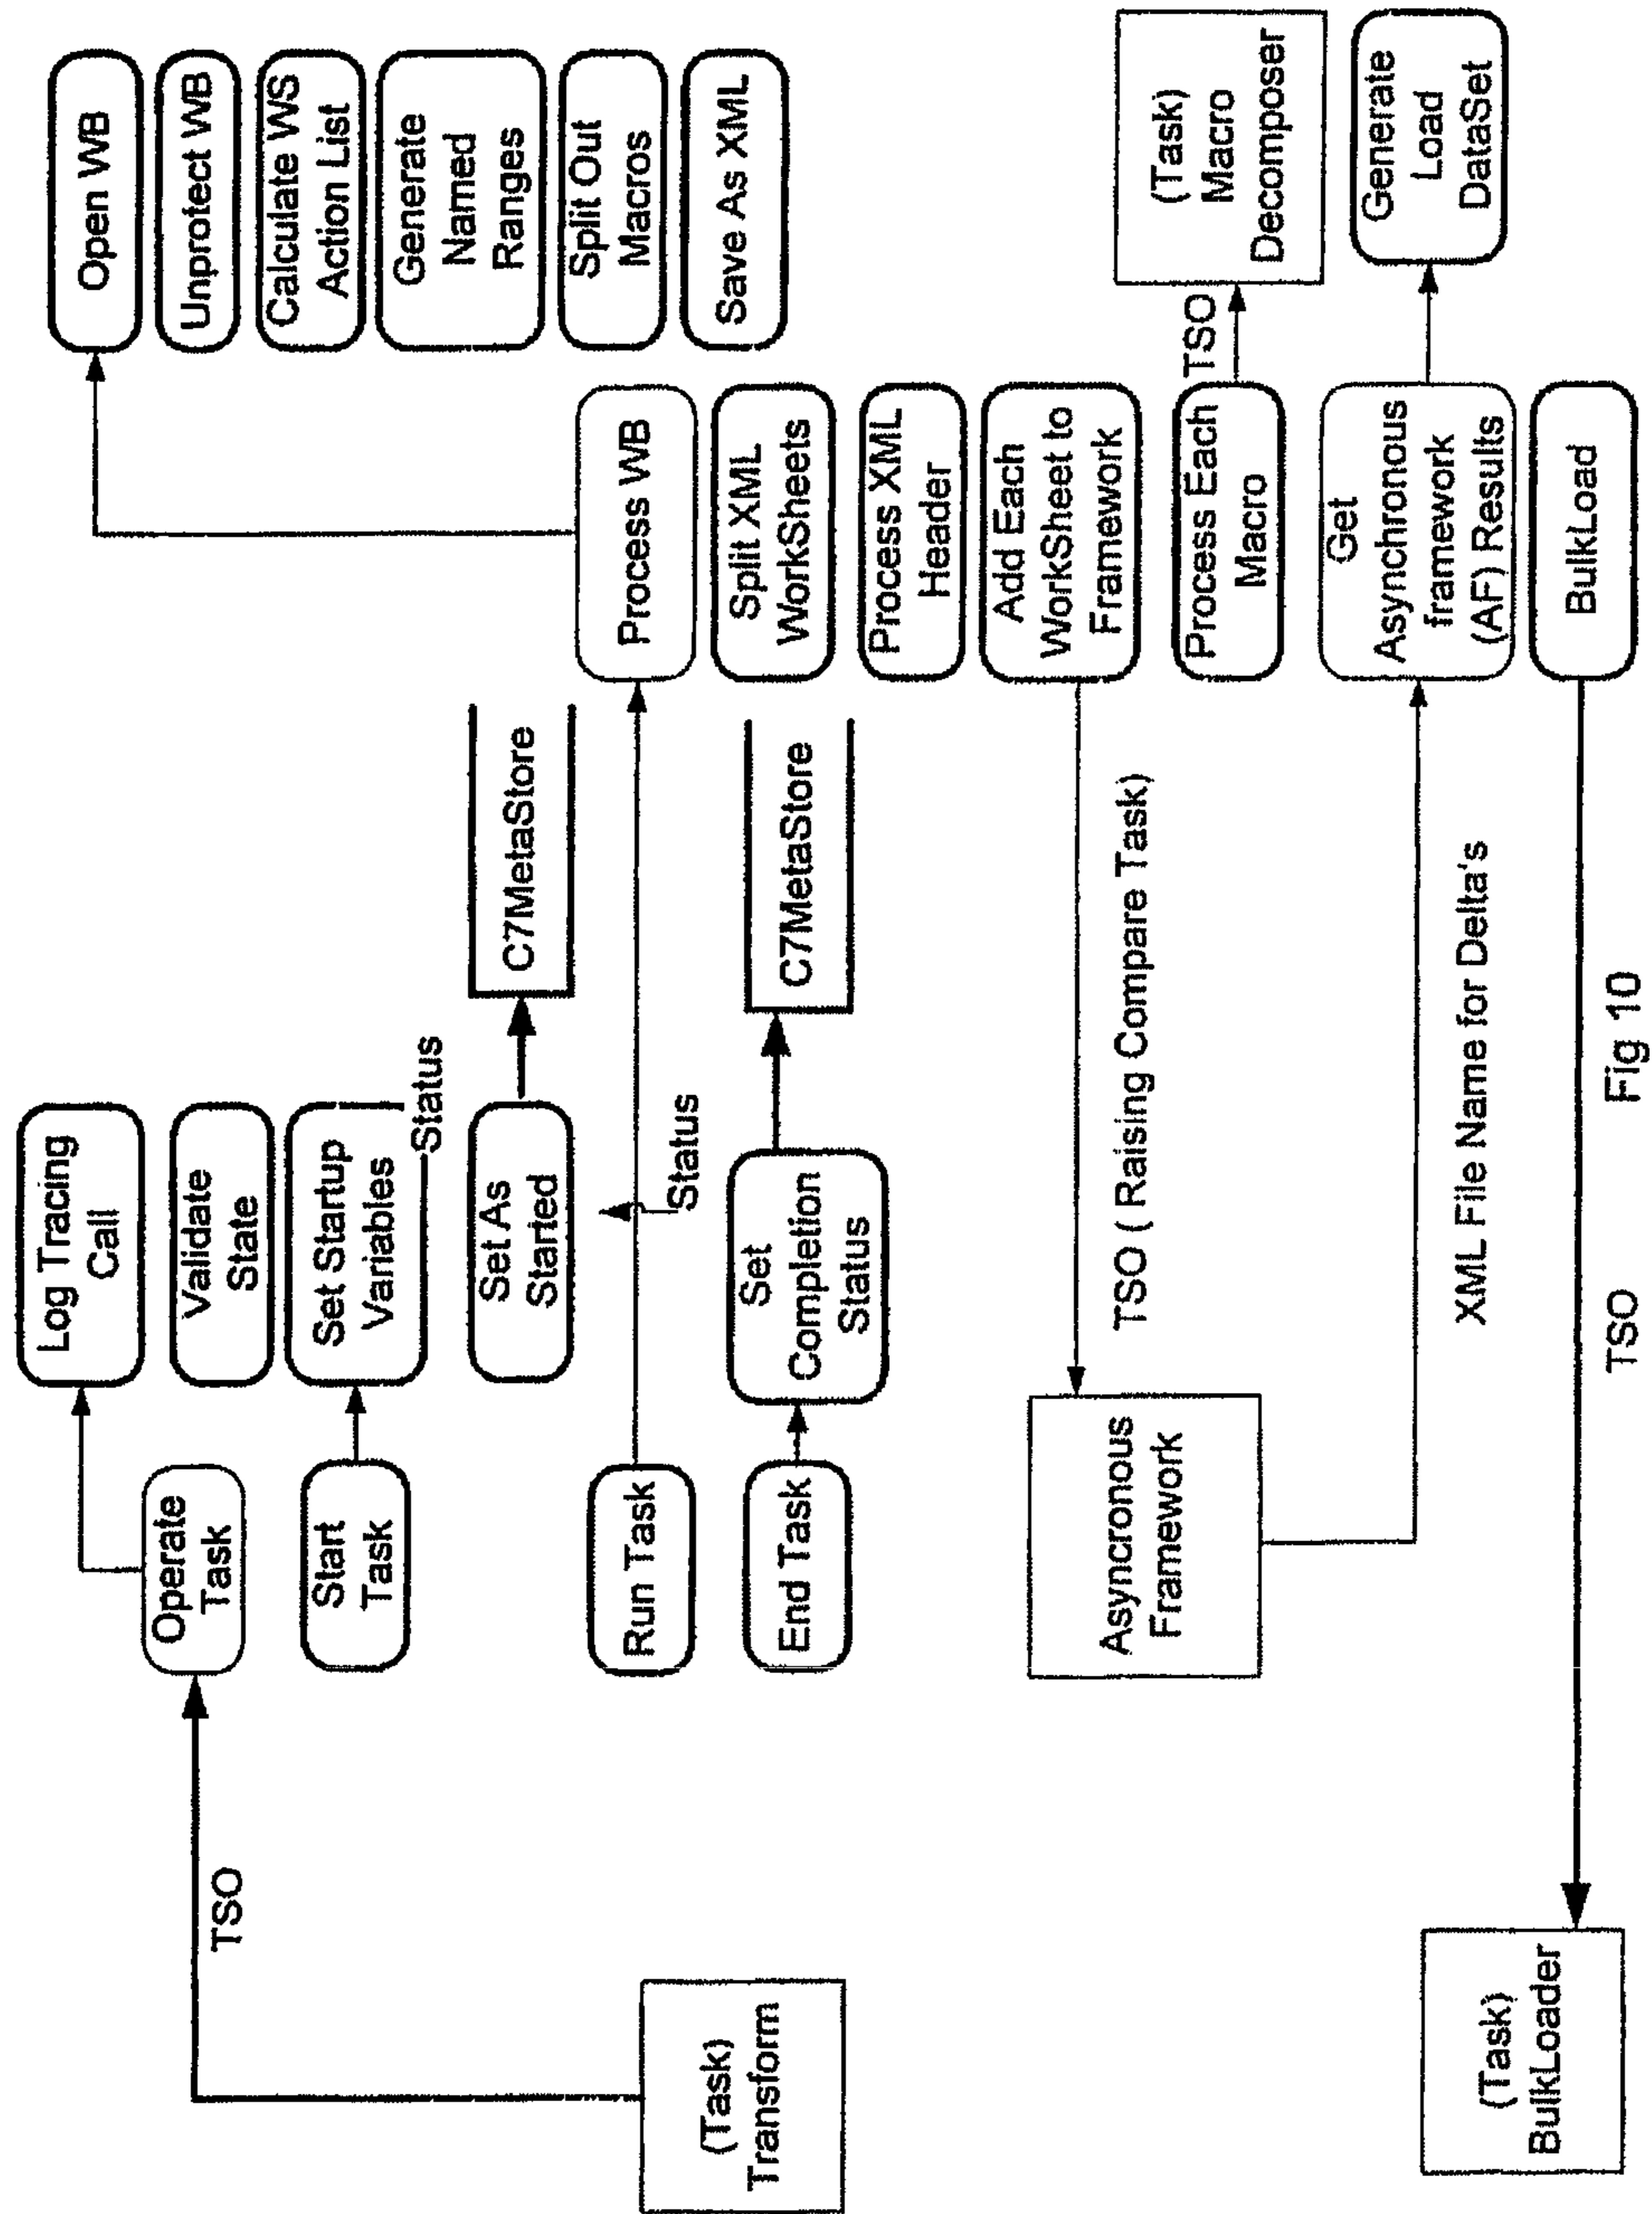 (Task)
Transform
TSO
Operate
Task
Start
Task
Run Task
End Task
Log Tracing
Call
Validate
State
Set Startup
Variables
Status
Set As
Started
Status
Set
Completion
Status
C7MetaStore
C7MetaStore
Process WB
Split XML
WorkSheets
Process XML
Header
Add Each
WorkSheet to
Framework
Process Each
Macro
Get
Asynchronous
framework
(AF) Results
BulkLoad
Open WB
Unprotect WB
Calculate WS
Action List
Generate
Named
Ranges
Split Out
Macros
Save As XML
TSO
(Task)
Macro
Decomposer
Generate
Load
DataSet
TSO ( Raising Compare Task)
Asyncronous
Framework
XML File Name for Delta's
(Task)
BulkLoader
TSO
Fig 10